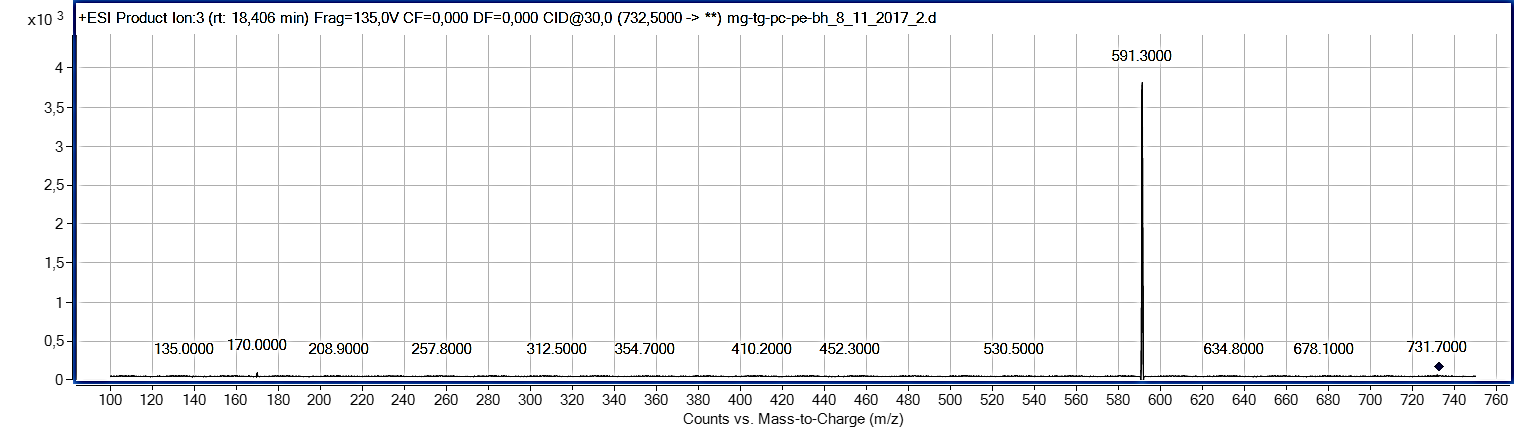 +ESI Product Ion:3 (rt: 18,406 min) Frag=135,0V CF=0,000 DF=0,000 CID@30,0 (732,5000 -> **) mg-tg-pc-pe-bh_8_11_2017_2.d
x10 3
591.3000
4
3,5
3
2,5
2
1,5
1
0,5
0
135.0000 170.0000 208.9000 257.8000 312.5000 354.7000 410.2000 452.3000 530.5000 634.8000 678.1000 731.7000
100 120 140 160 180 200 220 240 260 280 300 320 340 360 380 400 420 440 460 480 500 520 540 560 580 600 620 640 660 680 700 720 740 760
Counts vs. Mass-to-Charge (m/z)